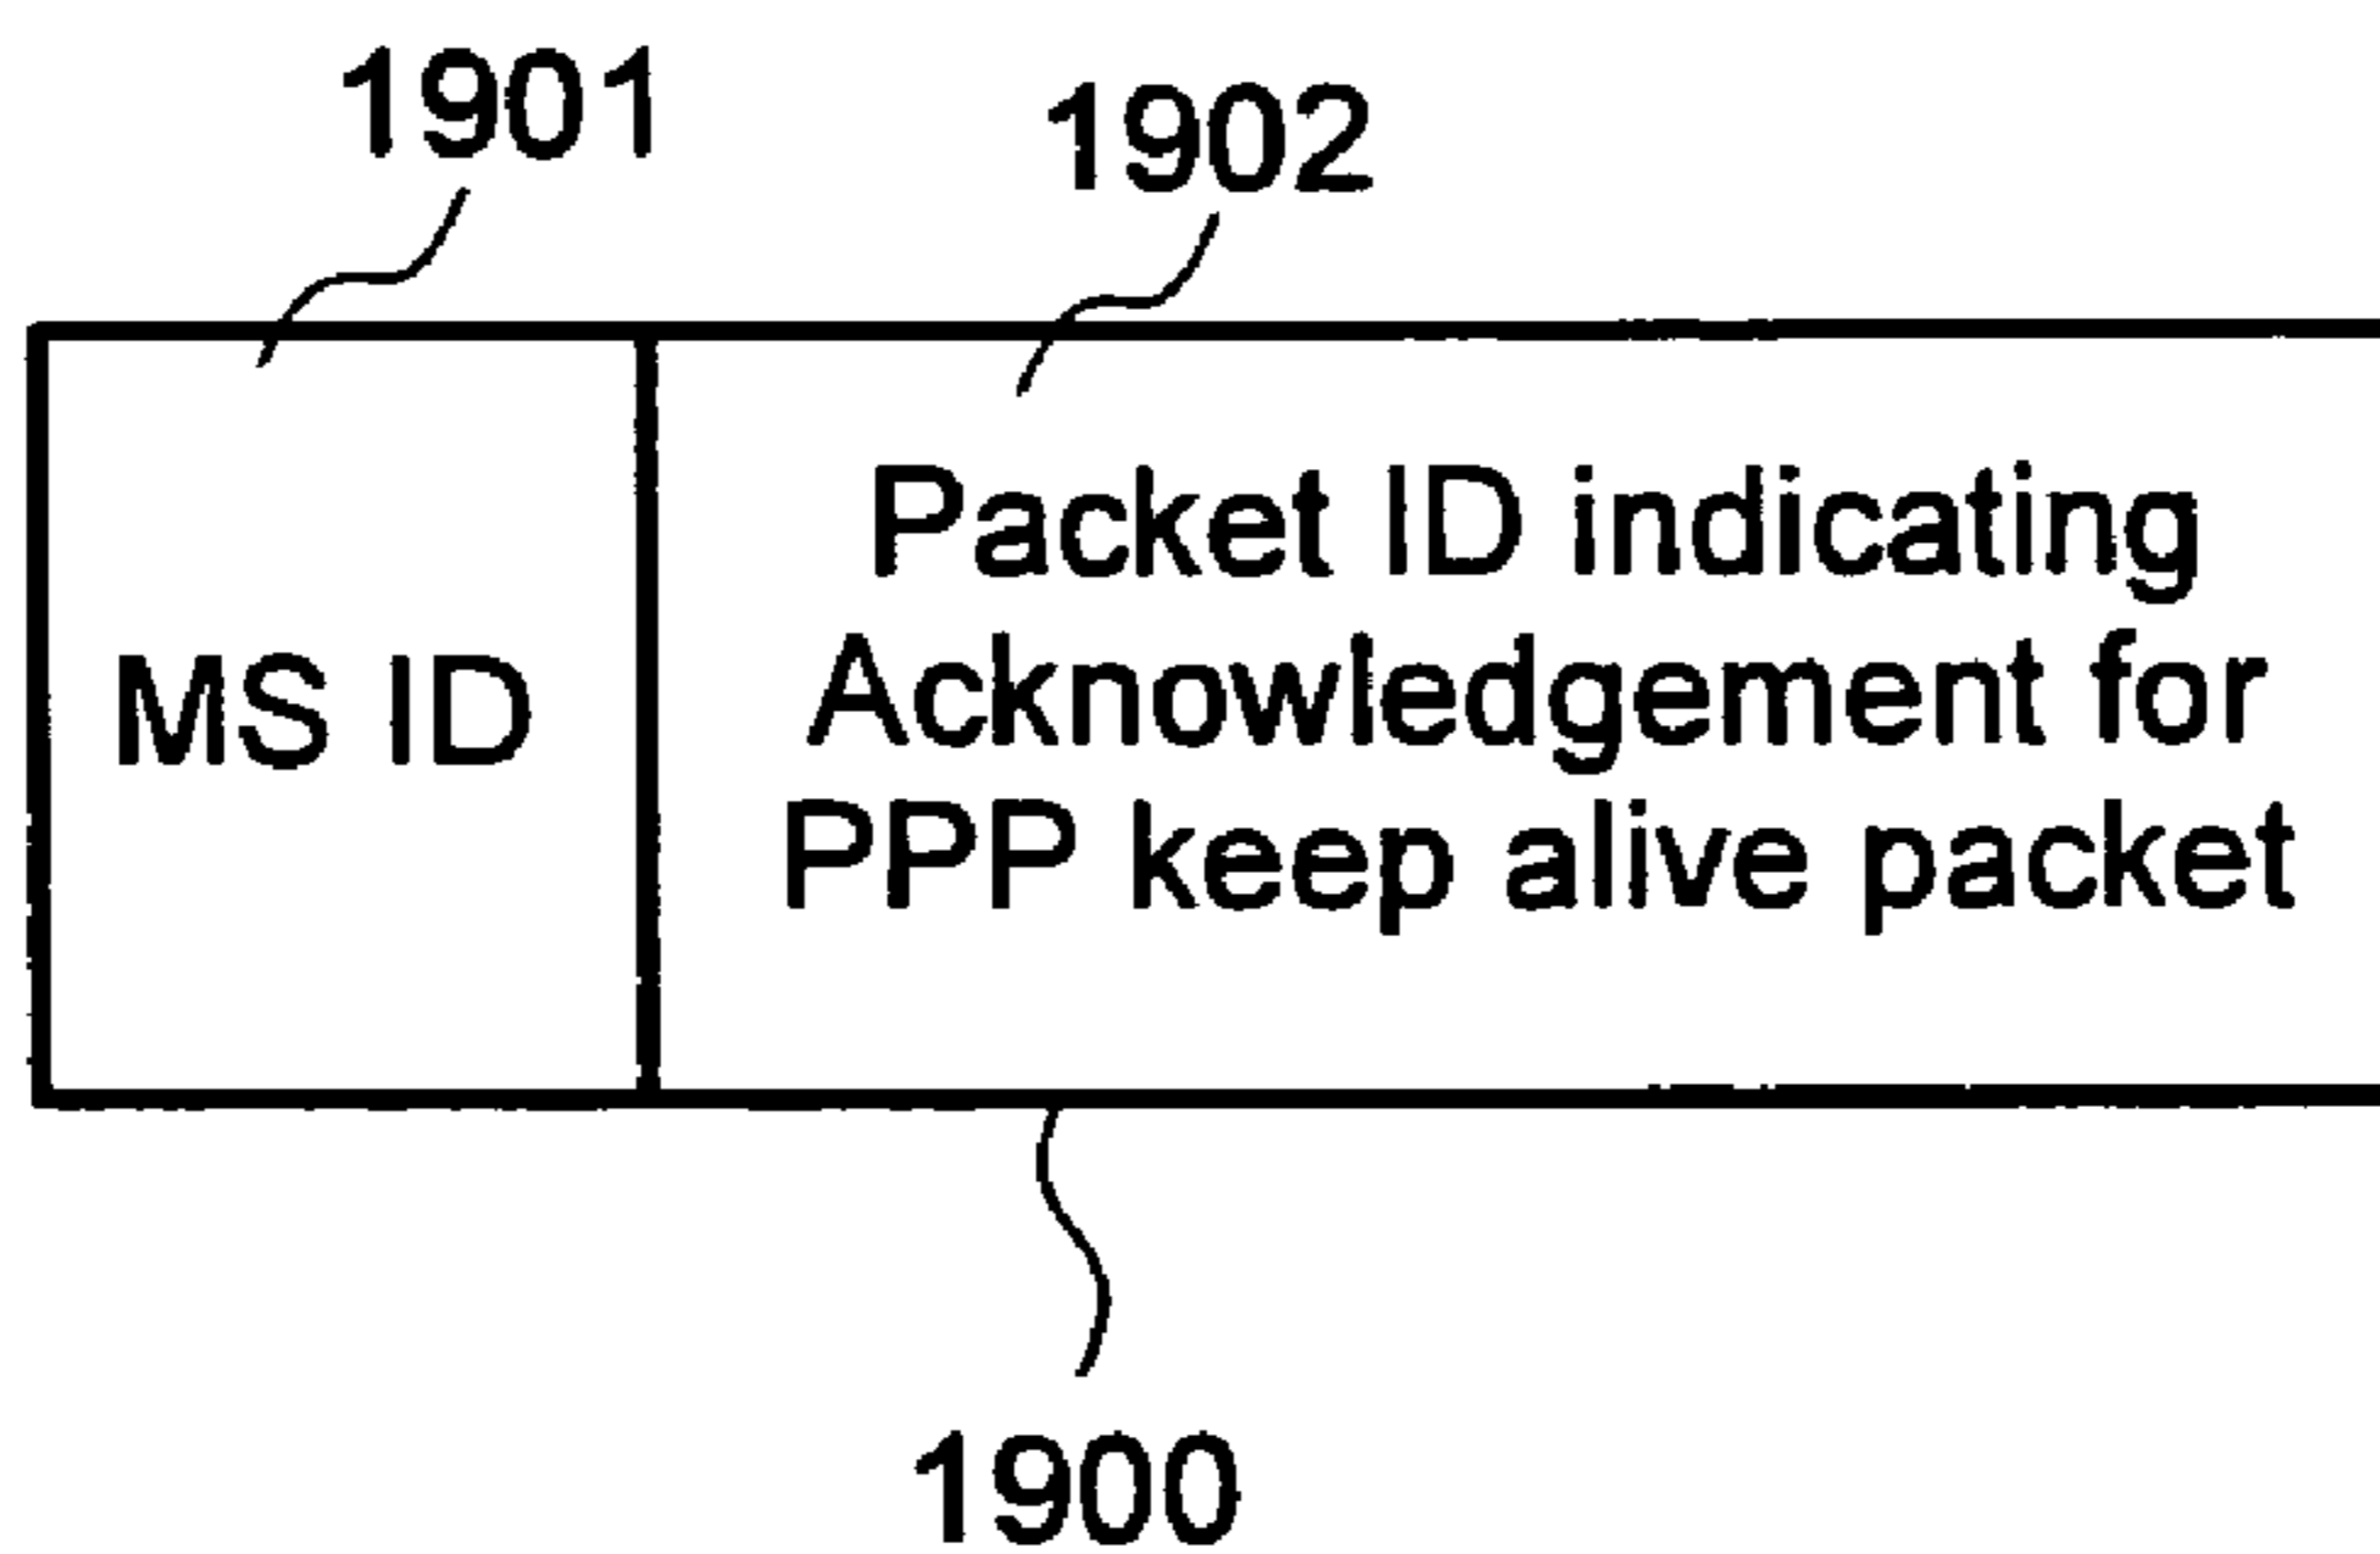 1901
1902
MS ID
Packet ID indicating
Acknowledgement for
PPP keep alive packet
1900